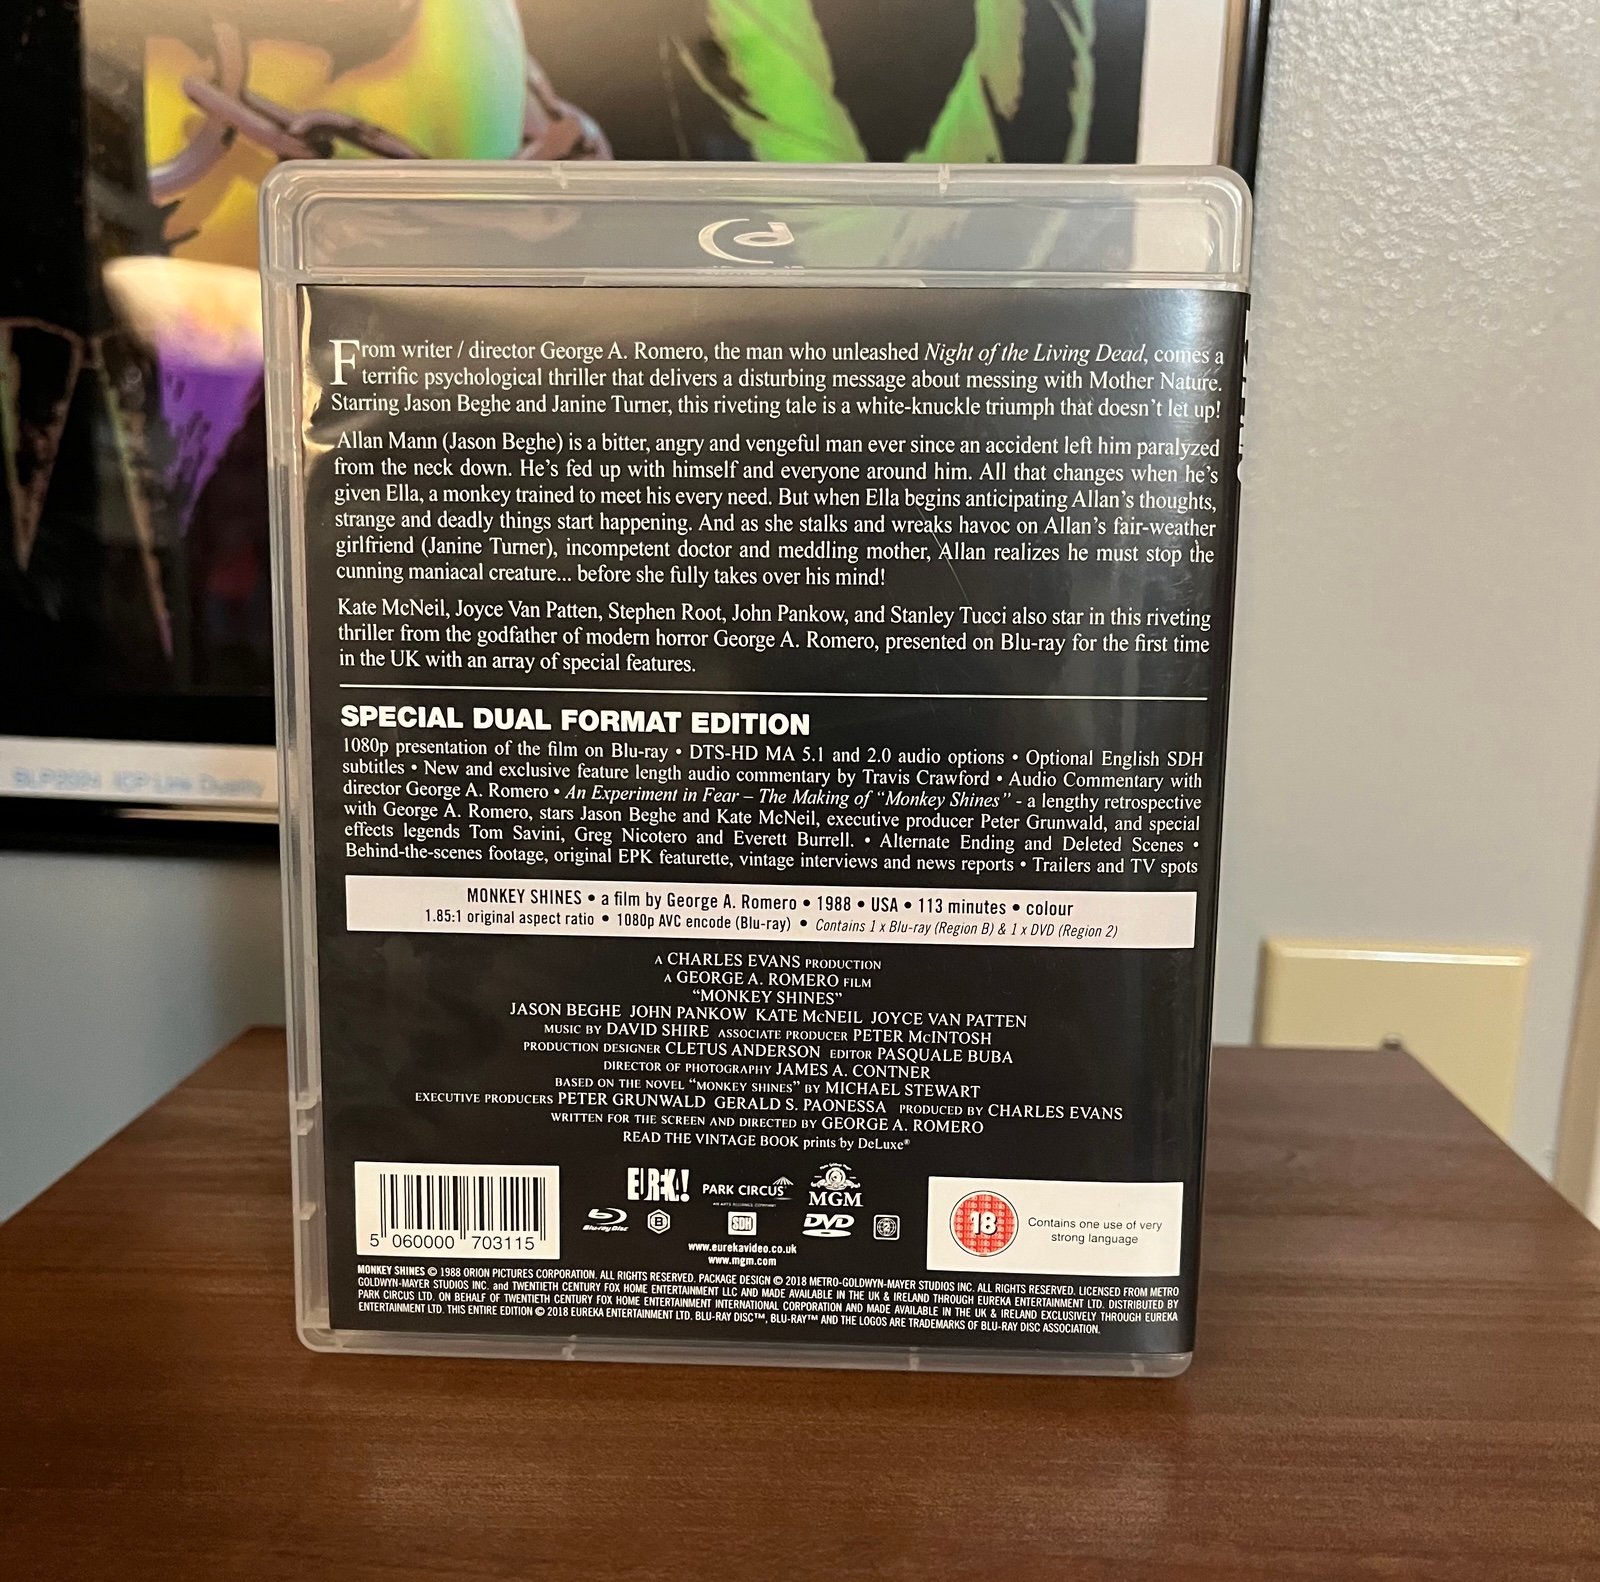 From writer / director George A. Romero, the man who unleashed Night of the Living Dead, comes a
terrific psychological thriller that delivers a disturbing message about messing with Mother Nature.
Starring Jason Beghe and Janine Turner, this riveting tale is a white-knuckle triumph that doesn't let up!
Allan Mann (Jason Beghe) is a bitter, angry and vengeful man ever since an accident left him paralyzed
from the neck down. He's fed up with himself and everyone around him. All that changes when he's
given Ella, a monkey trained to meet his every need. But when Ella begins anticipating Allan's thoughts,
strange and deadly things start happening. And as she stalks and wreaks havoc on Allan's fair-weather
girlfriend (Janine Turner), incompetent doctor and meddling mother, Allan realizes he must stop the
cunning maniacal creature... before she fully takes over his mind!
Kate McNeil, Joyce Van Patten, Stephen Root, John Pankow, and Stanley Tucci also star in this riveting
thriller from the godfather of modern horror George A. Romero, presented on Blu-ray for the first time
in the UK with an array of special features.
SPECIAL DUAL FORMAT EDITION
1080p presentation of the film on Blu-ray • DTS-HD MA 5.1 and 2.0 audio options • Optional English SDH
subtitles • New and exclusive feature length audio commentary by Travis Crawford • Audio Commentary with
director George A. Romero • An Experiment in Fear – The Making of "Monkey Shines" - a lengthy retrospective
with George A. Romero, stars Jason Beghe and Kate McNeil, executive producer Peter Grunwald, and special
effects legends Tom Savini, Greg Nicotero and Everett Burrell. • Alternate Ending and Deleted Scenes •
Behind-the-scenes footage, original EPK featurette, vintage interviews and news reports • Trailers and TV spots
MONKEY SHINES • a film by George A. Romero • 1988 • USA • 113 minutes • colour
1.85:1 original aspect ratio • 1080p AVC encode (Blu-ray) • Contains 1 x Blu-ray (Region B) & 1 x DVD (Region 2)
A CHARLES EVANS PRODUCTION
A GEORGE A. ROMERO FILM
"MONKEY SHINES"
JASON BEGHE JOHN PANKOW KATE McNEIL JOYCE VAN PATTEN
MUSIC BY DAVID SHIRE ASSOCIATE PRODUCER PETER McINTOSH
PRODUCTION DESIGNER CLETUS ANDERSON EDITOR PASQUALE BUBA
DIRECTOR OF PHOTOGRAPHY JAMES A. CONTNER
BASED ON THE NOVEL "MONKEY SHINES" BY MICHAEL STEWART
EXECUTIVE PRODUCERS PETER GRUNWALD GERALD S. PAONESSA PRODUCED BY CHARLES EVANS
WRITTEN FOR THE SCREEN AND DIRECTED BY GEORGE A. ROMERO
READ THE VINTAGE BOOK prints by DeLuxe®
EUREKA! PARK CIRCUS MGM
Blu-ray Disc B SDH DVD 2
5 060000 703115
18 Contains one use of very
strong language
www.eurekavideo.co.uk
www.mgm.com
MONKEY SHINES © 1988 ORION PICTURES CORPORATION. ALL RIGHTS RESERVED. PACKAGE DESIGN © 2018 METRO-GOLDWYN-MAYER STUDIOS INC. ALL RIGHTS RESERVED. LICENSED FROM METRO
GOLDWYN-MAYER STUDIOS INC. and TWENTIETH CENTURY FOX HOME ENTERTAINMENT LLC AND MADE AVAILABLE IN THE UK & IRELAND THROUGH EUREKA ENTERTAINMENT LTD. DISTRIBUTED BY
PARK CIRCUS LTD. ON BEHALF OF TWENTIETH CENTURY FOX HOME ENTERTAINMENT INTERNATIONAL CORPORATION AND MADE AVAILABLE IN THE UK & IRELAND EXCLUSIVELY THROUGH EUREKA
ENTERTAINMENT LTD. THIS ENTIRE EDITION © 2018 EUREKA ENTERTAINMENT LTD. BLU-RAY DISC™, BLU-RAY™ AND THE LOGOS ARE TRADEMARKS OF BLU-RAY DISC ASSOCIATION.